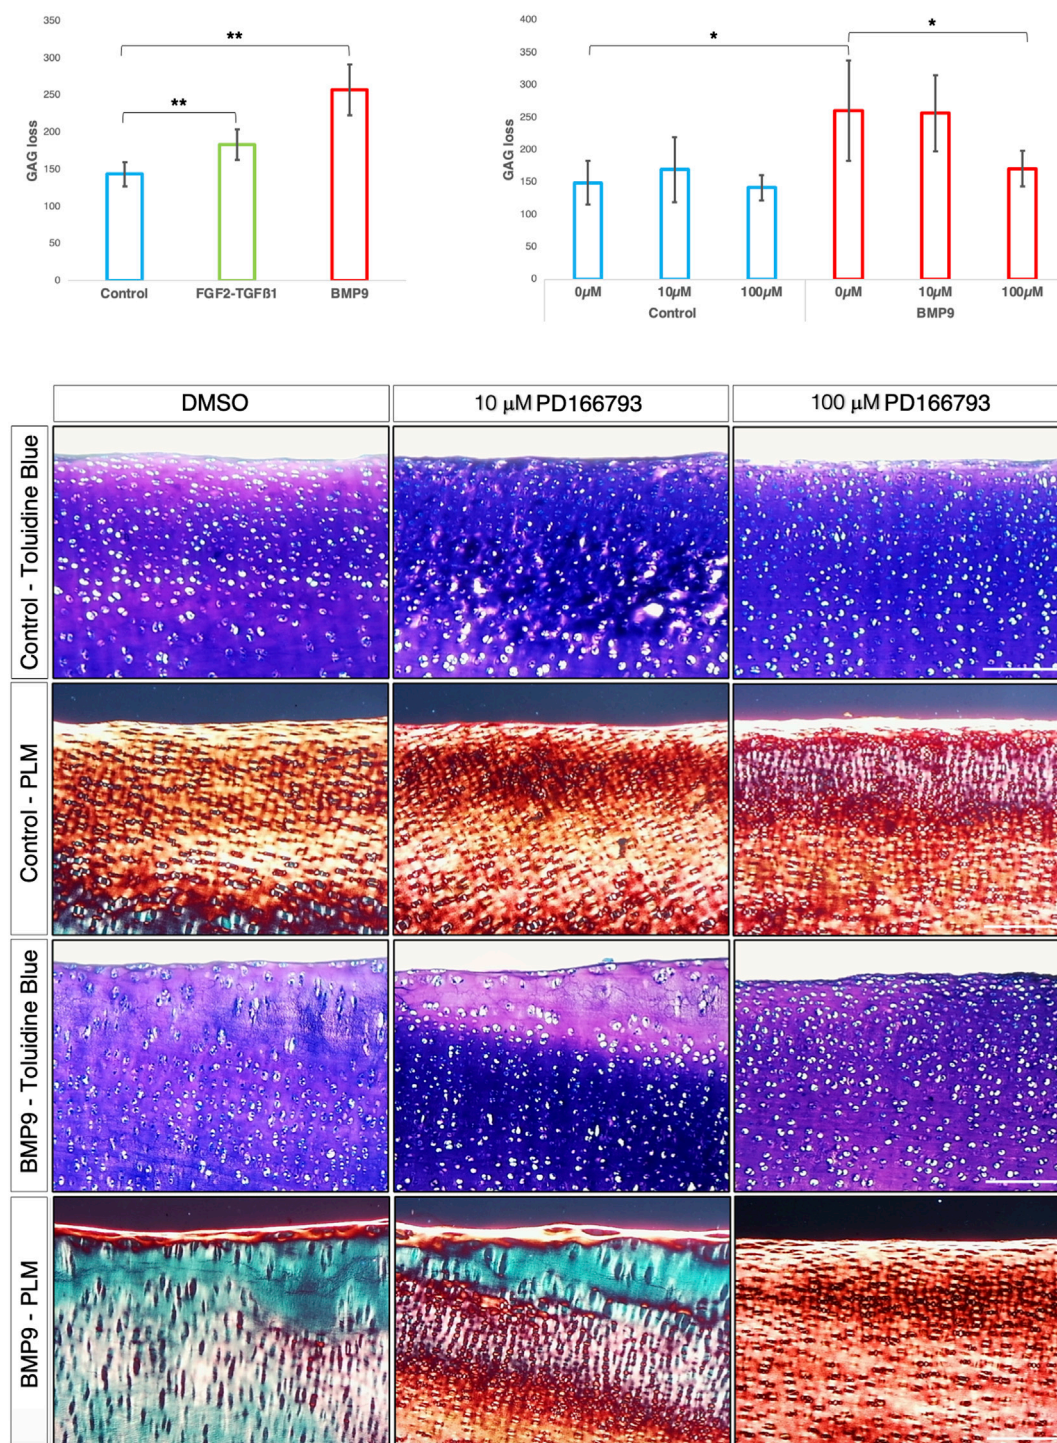 350
300
250
200
150
100
50
0
GAG loss
**
**
Control
FGF2-TGFß1
BMP9
400
350
300
250
200
150
100
50
0
GAG loss
*
*
0µM
10µM
100µM
0µM
10µM
100µM
Control
BMP9
DMSO
10 µM PD166793
100 µM PD166793
Control - Toluidine Blue
Control - PLM
BMP9 - Toluidine Blue
BMP9 - PLM